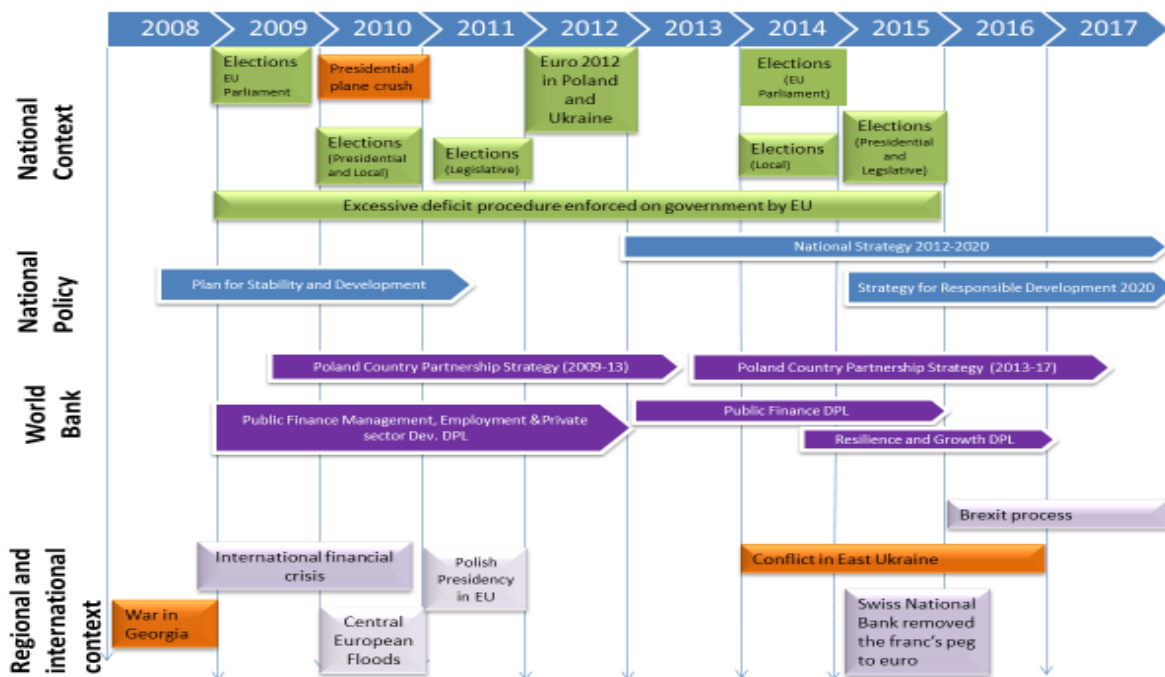 2008 2009 2010 2011 2012 2013 2014 2015 2016 2017
National
Context
Elections
EU
Parliament
Presidential
plane crush
Euro 2012
in Poland
and
Ukraine
Elections
(EU
Parliament)
Elections
(Presidential
and Local)
Elections
(Legislative)
Elections
(Local)
Elections
(Presidential
and
Legslative)
Excessive deficit procedure enforced on government by EU
National
Policy
National Strategy 2012-2020
Plan for Stability and Development
Strategy for Responsible Development 2020
World
Bank
Poland Country Partnership Strategy (2009-13)
Poland Country Partnership Strategy (2013-17)
Public Finance Management, Employment &Private
sector Dev. DPL
Public Finance DPL
Resilience and Growth DPL
Regional and
international
context
Brexit process
International financial
crisis
Polish
Presidency
in EU
Conflict in East Ukraine
War in
Georgia
Central
European
Floods
Swiss National
Bank removed
the franc's peg
to euro